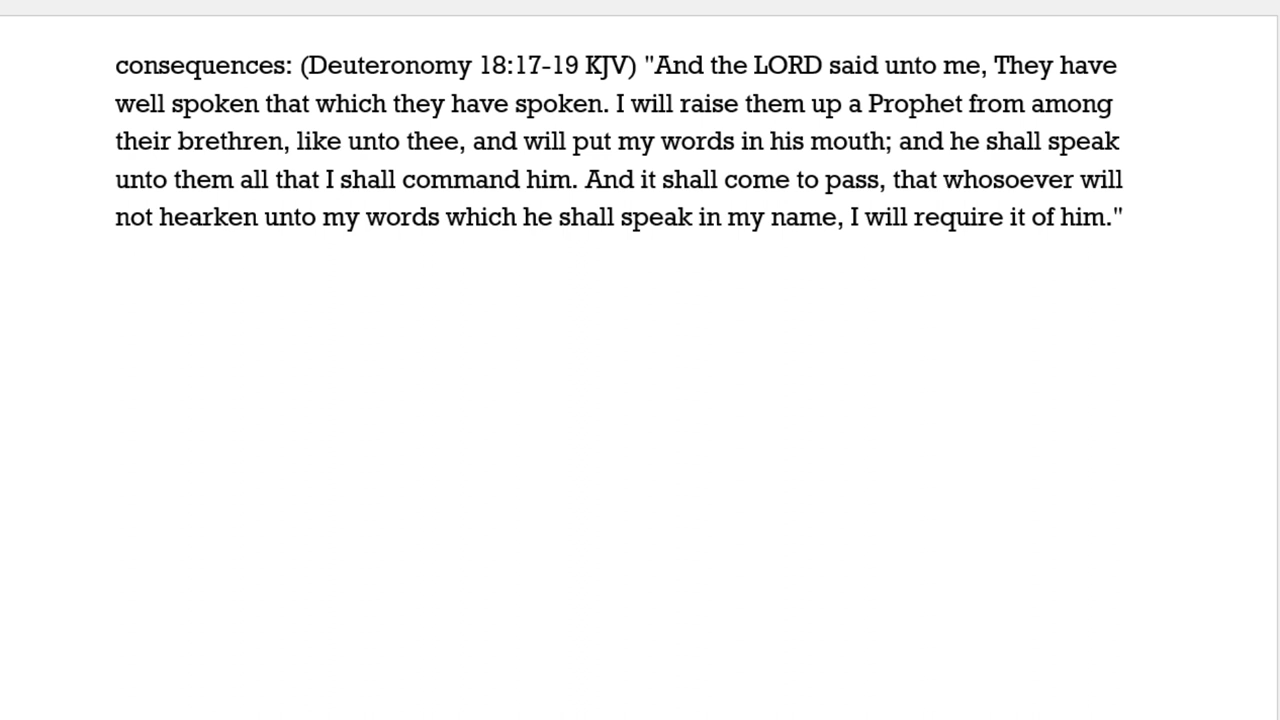 consequences: (Deuteronomy 18:17-19 KJV) "And the LORD said unto me, They have
well spoken that which they have spoken. I will raise them up a Prophet from among
their brethren, like unto thee, and will put my words in his mouth; and he shall speak
unto them all that I shall command him. And it shall come to pass, that whosoever will
not hearken unto my words which he shall speak in my name, I will require it of him."